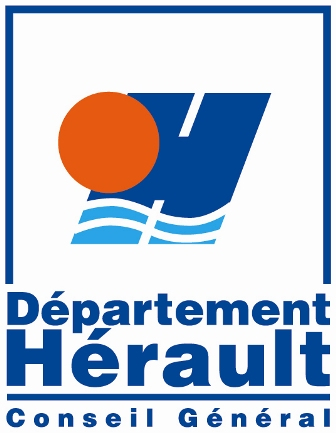 H
Département
Hérault
Conseil Général